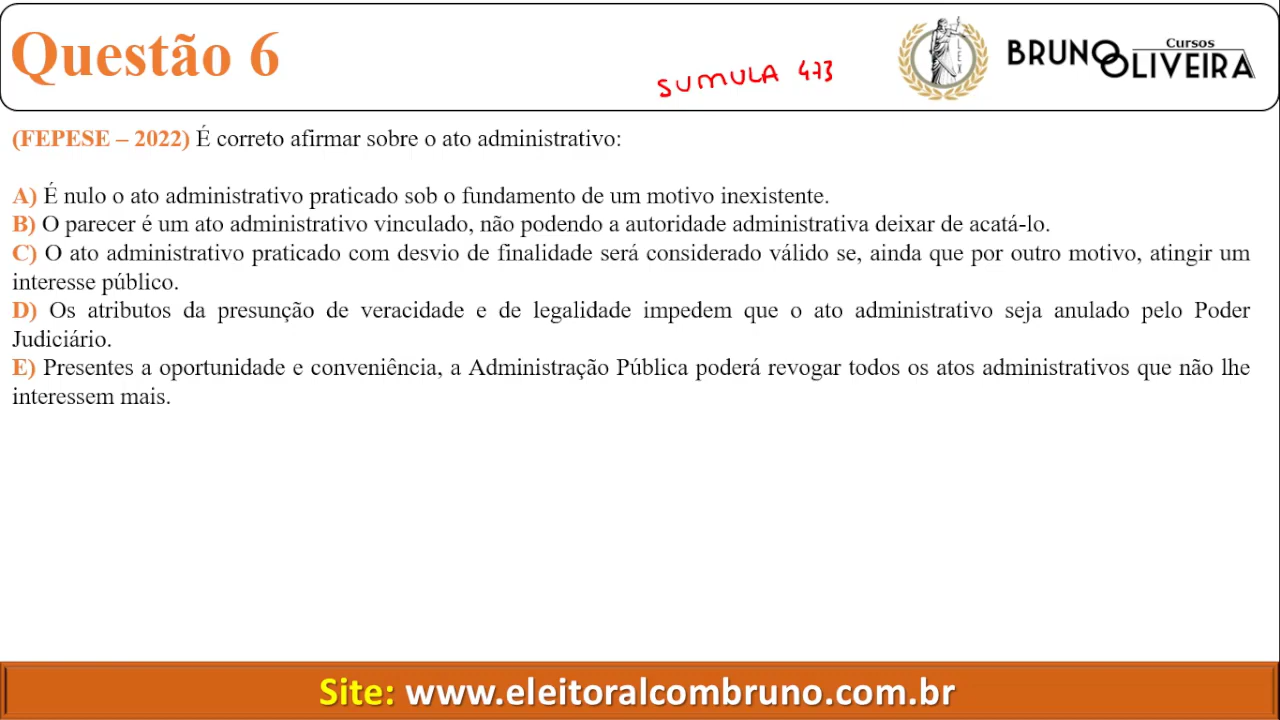 Questão 6
SUMULA 473
Cursos
BRUNO OLIVEIRA
LEX
(FEPESE – 2022) É correto afirmar sobre o ato administrativo:
A) É nulo o ato administrativo praticado sob o fundamento de um motivo inexistente.
B) O parecer é um ato administrativo vinculado, não podendo a autoridade administrativa deixar de acatá-lo.
C) O ato administrativo praticado com desvio de finalidade será considerado válido se, ainda que por outro motivo, atingir um
interesse público.
D) Os atributos da presunção de veracidade e de legalidade impedem que o ato administrativo seja anulado pelo Poder
Judiciário.
E) Presentes a oportunidade e conveniência, a Administração Pública poderá revogar todos os atos administrativos que não lhe
interessem mais.
Site: www.eleitoralcombruno.com.br